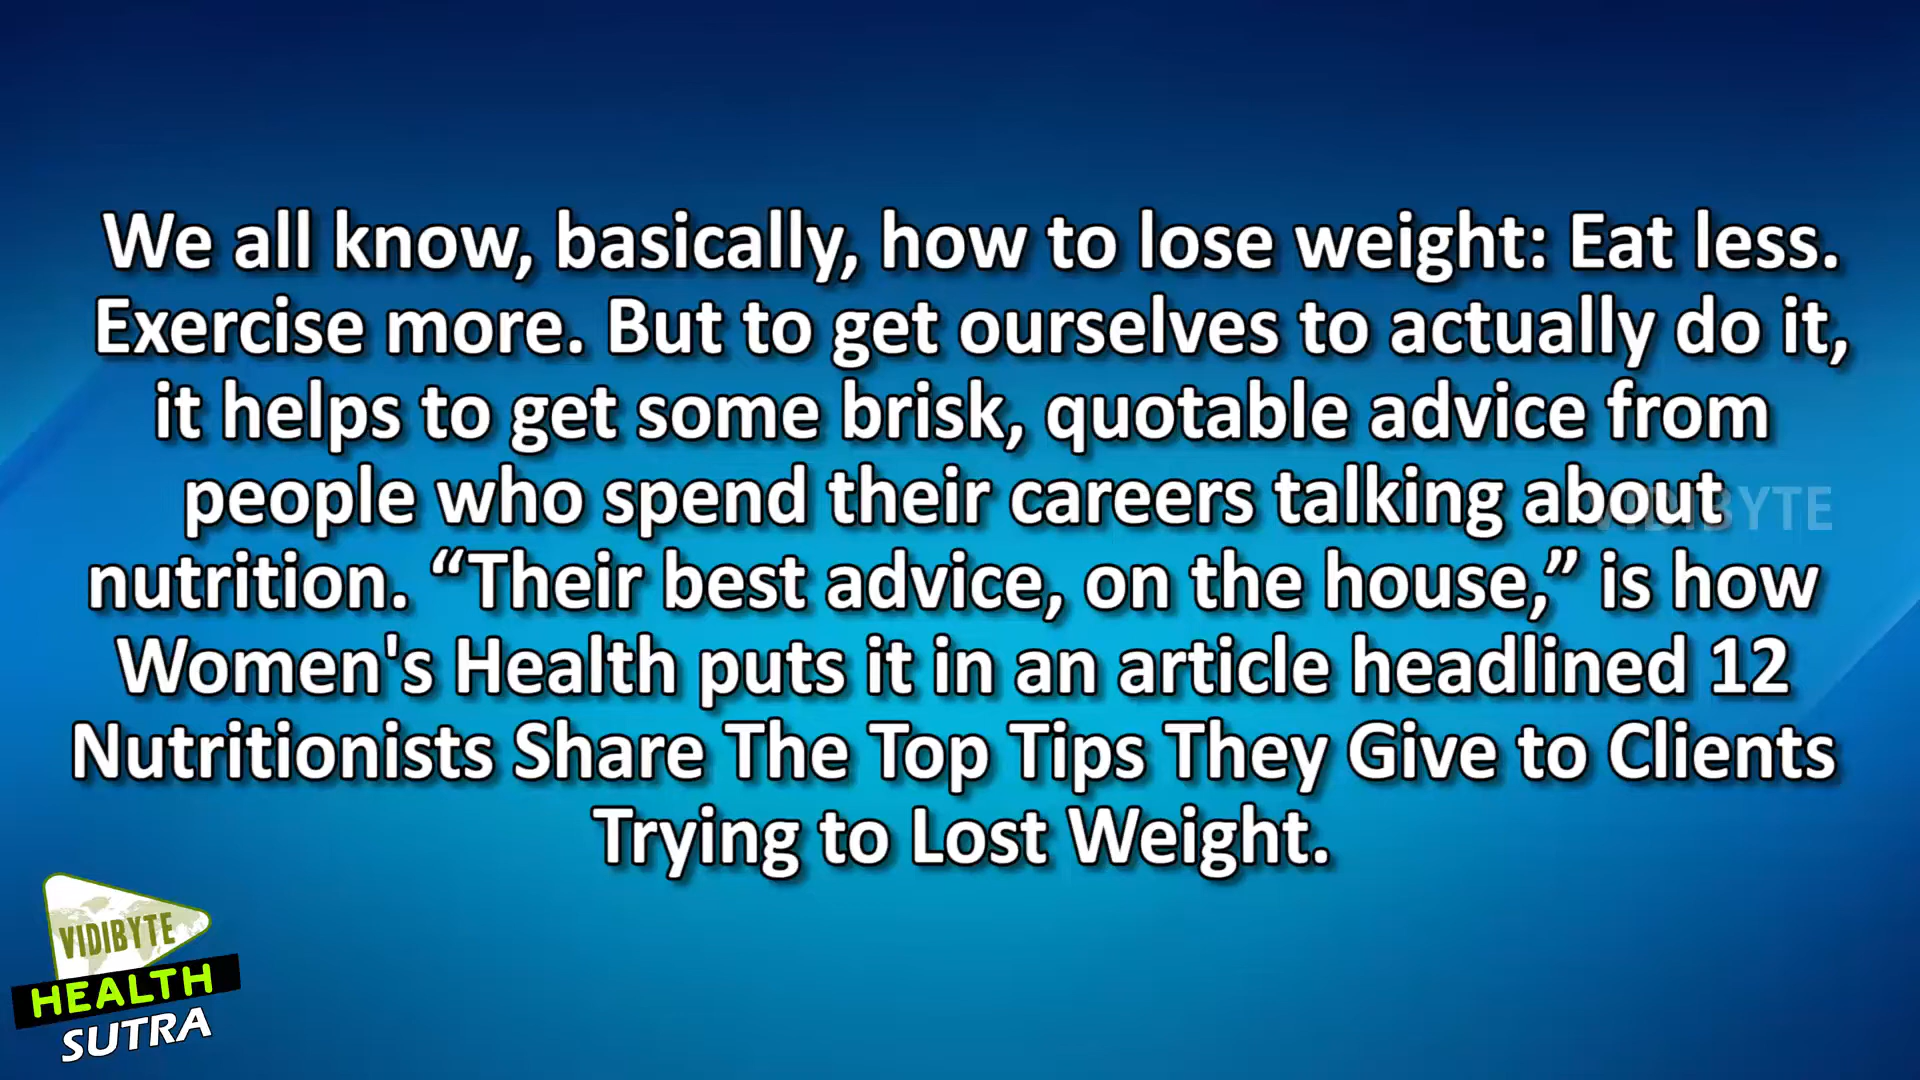 We all know, basically, how to lose weight: Eat less.
Exercise more. But to get ourselves to actually do it,
it helps to get some brisk, quotable advice from
people who spend their careers talking about
nutrition. “Their best advice, on the house,” is how
Women's Health puts it in an article headlined 12
Nutritionists Share The Top Tips They Give to Clients
Trying to Lost Weight.
VIDIBYTE
VIDIBYTE
HEALTH
SUTRA